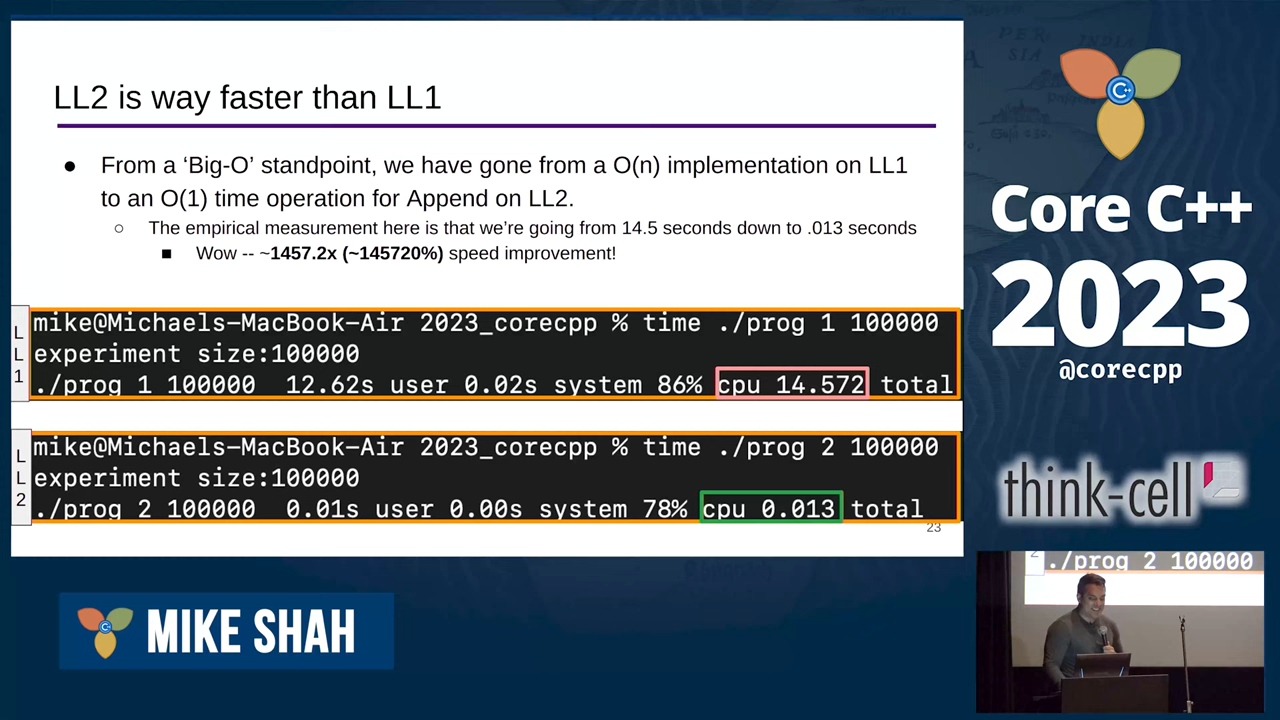 LL2 is way faster than LL1
● From a ‘Big-O’ standpoint, we have gone from a O(n) implementation on LL1
to an O(1) time operation for Append on LL2.
○ The empirical measurement here is that we’re going from 14.5 seconds down to .013 seconds
■ Wow -- ~1457.2x (~145720%) speed improvement!
L
L
1
mike@Michaels-MacBook-Air 2023_corecpp % time ./prog 1 100000
experiment size:100000
./prog 1 100000  12.62s user 0.02s system 86% cpu 14.572 total
L
L
2
mike@Michaels-MacBook-Air 2023_corecpp % time ./prog 2 100000
experiment size:100000
./prog 2 100000  0.01s user 0.00s system 78% cpu 0.013 total
23
C++
Core C++
2023
@corecpp
think-cell
C++
MIKE SHAH
2
./prog 2 100000